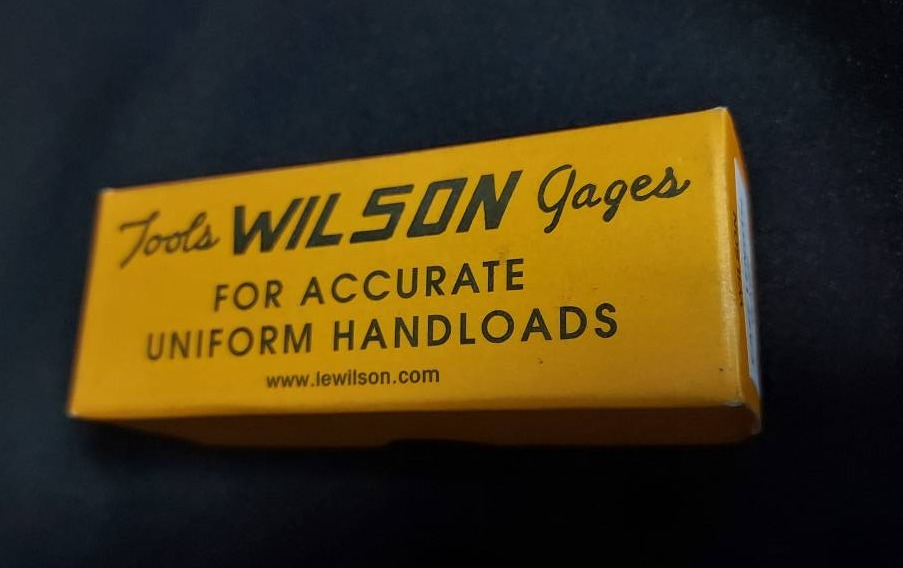 Tools WILSON Gages
FOR ACCURATE
UNIFORM HANDLOADS
www.lewilson.com